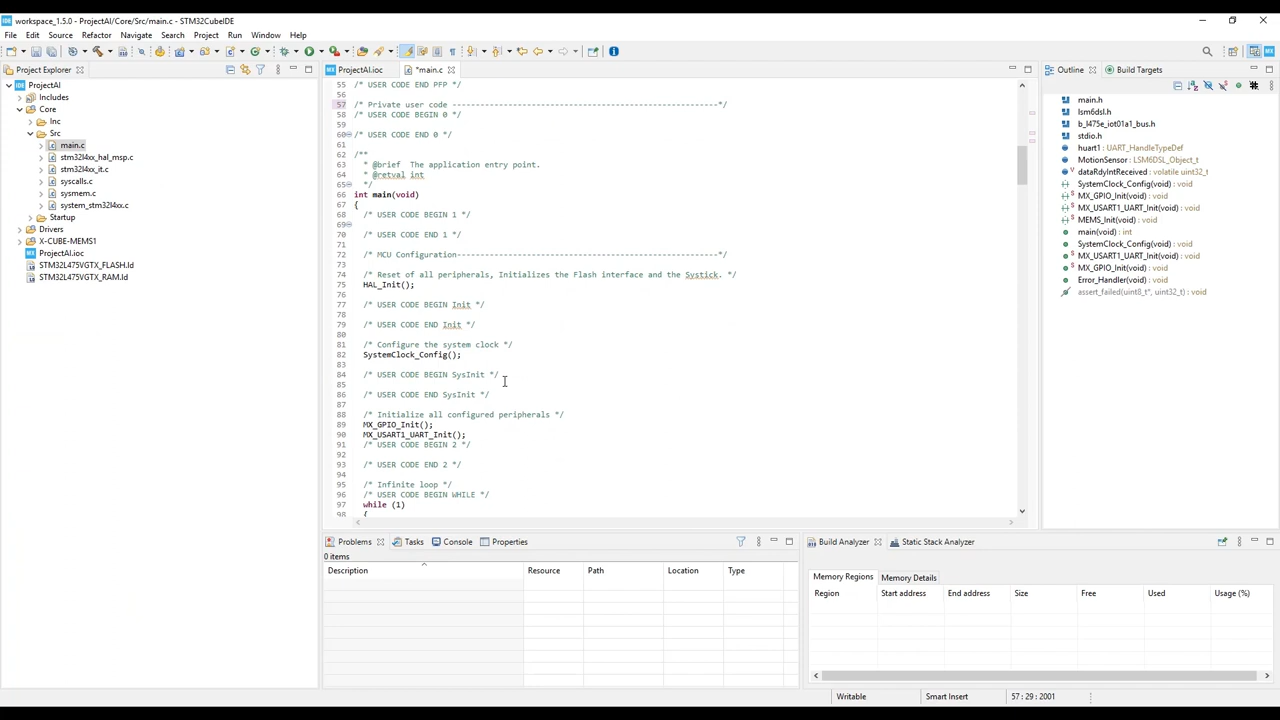 IDE workspace_1.5.0 - ProjectAI/Core/Src/main.c - STM32CubeIDE
File Edit Source Refactor Navigate Search Project Run Window Help
Project Explorer
ProjectAI
Includes
Core
Inc
Src
main.c
stm32l4xx_hal_msp.c
stm32l4xx_it.c
syscalls.c
sysmem.c
system_stm32l4xx.c
Startup
Drivers
X-CUBE-MEMS1
ProjectAI.ioc
STM32L475VGTX_FLASH.ld
STM32L475VGTX_RAM.ld
ProjectAI.ioc *main.c
55 /* USER CODE END PFP */
56
57 /* Private user code ---------------------------------------------------------*/
58 /* USER CODE BEGIN 0 */
59
60 /* USER CODE END 0 */
61
62 /**
63 * @brief  The application entry point.
64 * @retval int
65 */
66 int main(void)
67 {
68 /* USER CODE BEGIN 1 */
69
70 /* USER CODE END 1 */
71
72 /* MCU Configuration--------------------------------------------------------*/
73
74 /* Reset of all peripherals, Initializes the Flash interface and the Systick. */
75 HAL_Init();
76
77 /* USER CODE BEGIN Init */
78
79 /* USER CODE END Init */
80
81 /* Configure the system clock */
82 SystemClock_Config();
83
84 /* USER CODE BEGIN SysInit */
85
86 /* USER CODE END SysInit */
87
88 /* Initialize all configured peripherals */
89 MX_GPIO_Init();
90 MX_USART1_UART_Init();
91 /* USER CODE BEGIN 2 */
92
93 /* USER CODE END 2 */
94
95 /* Infinite loop */
96 /* USER CODE BEGIN WHILE */
97 while (1)
98 {
Outline Build Targets
main.h
lsm6dsl.h
b_l475e_iot01a1_bus.h
stdio.h
huart1 : UART_HandleTypeDef
MotionSensor : LSM6DSL_Object_t
dataRdyIntReceived : volatile uint32_t
SystemClock_Config(void) : void
MX_GPIO_Init(void) : void
MX_USART1_UART_Init(void) : void
MEMS_Init(void) : void
main(void) : int
SystemClock_Config(void) : void
MX_USART1_UART_Init(void) : void
MX_GPIO_Init(void) : void
Error_Handler(void) : void
assert_failed(uint8_t*, uint32_t) : void
Problems Tasks Console Properties
0 items
Description Resource Path Location Type
Build Analyzer Static Stack Analyzer
Memory Regions Memory Details
Region Start address End address Size Free Used Usage (%)
Writable Smart Insert 57 : 29 : 2001